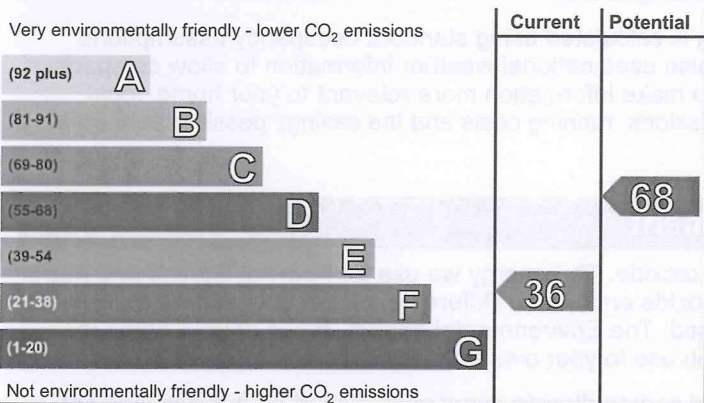 Very environmentally friendly - lower CO₂ emissions
Current
Potential
(92 plus) A
(81-91) B
(69-80) C
68
(55-68) D
(39-54 E
(21-38) F
36
(1-20) G
Not environmentally friendly - higher CO₂ emissions